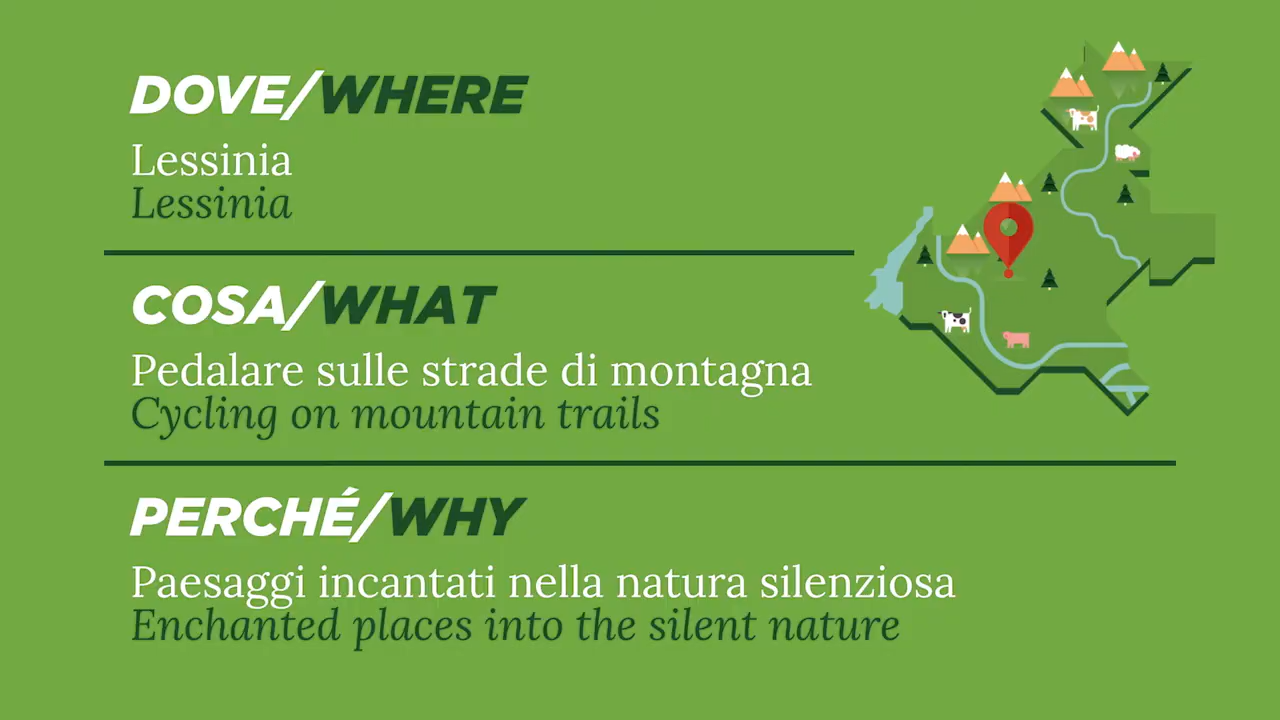 DOVE/WHERE
Lessinia
Lessinia
COSA/WHAT
Pedalare sulle strade di montagna
Cycling on mountain trails
PERCHÉ/WHY
Paesaggi incantati nella natura silenziosa
Enchanted places into the silent nature